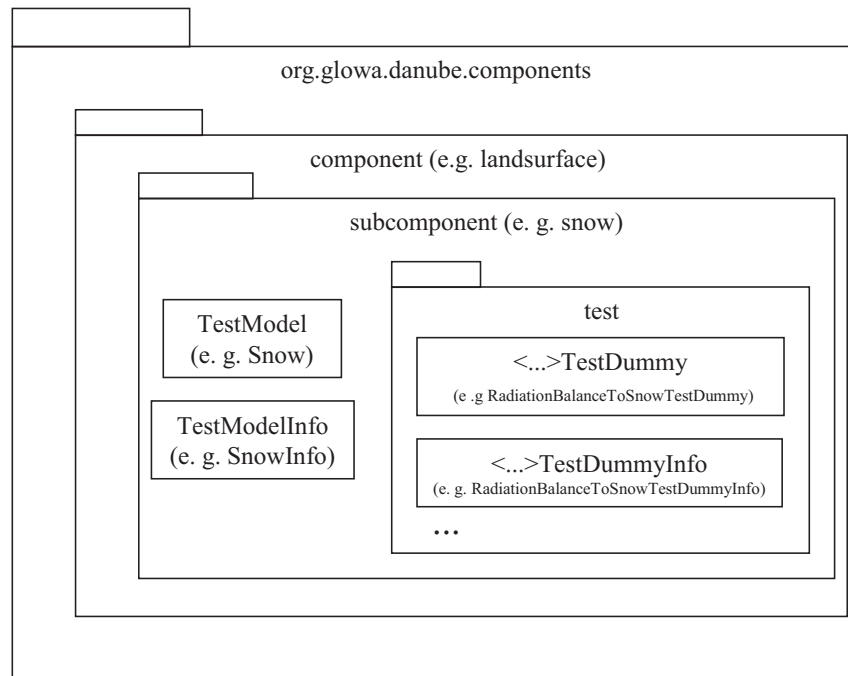 org.glowa.danube.components
component (e.g. landsurface)
subcomponent (e. g. snow)
TestModel
(e. g. Snow)
TestModelInfo
(e. g. SnowInfo)
test
<...>TestDummy
(e .g RadiationBalanceToSnowTestDummy)
<...>TestDummyInfo
(e. g. RadiationBalanceToSnowTestDummyInfo)
...